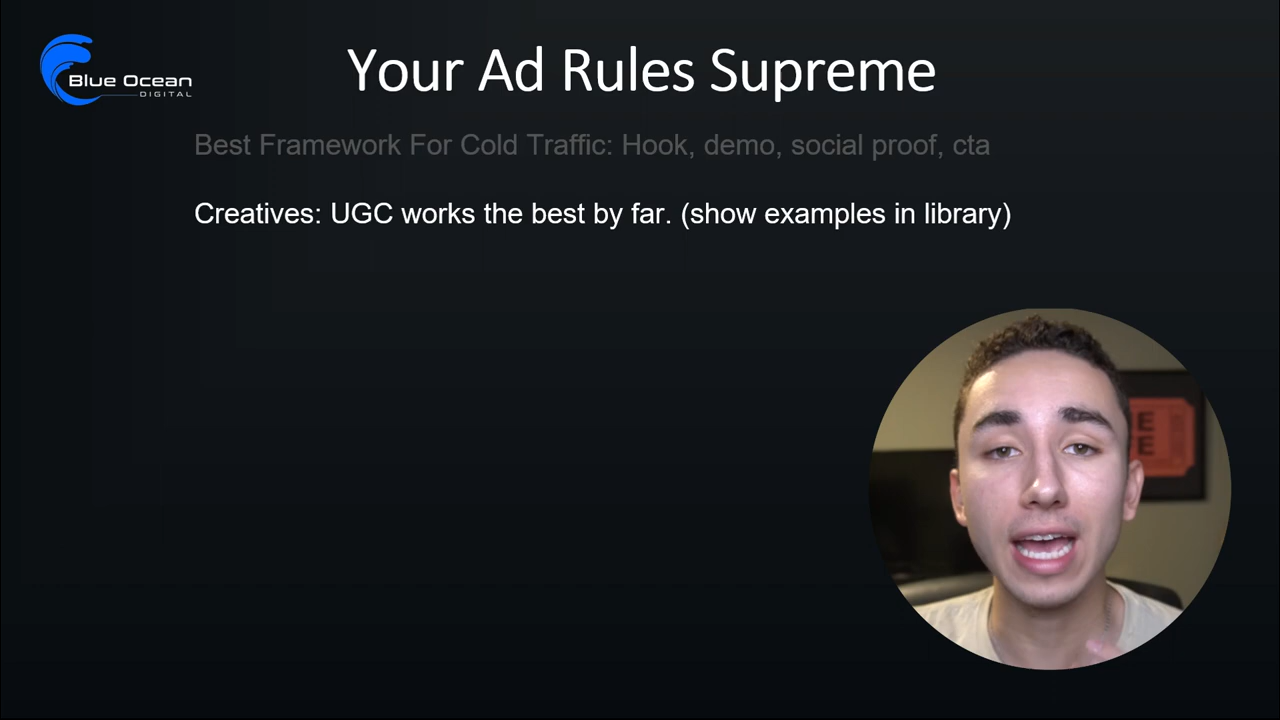 Blue Ocean
DIGITAL
Your Ad Rules Supreme
Best Framework For Cold Traffic: Hook, demo, social proof, cta
Creatives: UGC works the best by far. (show examples in library)